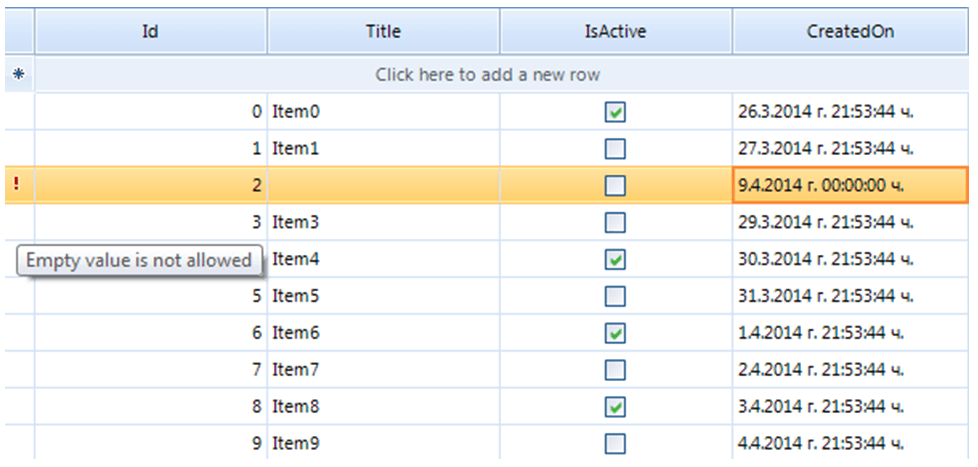 Id Title IsActive CreatedOn
* Click here to add a new row
0 Item0 26.3.2014 г. 21:53:44 ч.
1 Item1 27.3.2014 г. 21:53:44 ч.
! 2 9.4.2014 г. 00:00:00 ч.
3 Item3 29.3.2014 г. 21:53:44 ч.
Empty value is not allowed Item4 30.3.2014 г. 21:53:44 ч.
5 Item5 31.3.2014 г. 21:53:44 ч.
6 Item6 1.4.2014 г. 21:53:44 ч.
7 Item7 2.4.2014 г. 21:53:44 ч.
8 Item8 3.4.2014 г. 21:53:44 ч.
9 Item9 4.4.2014 г. 21:53:44 ч.